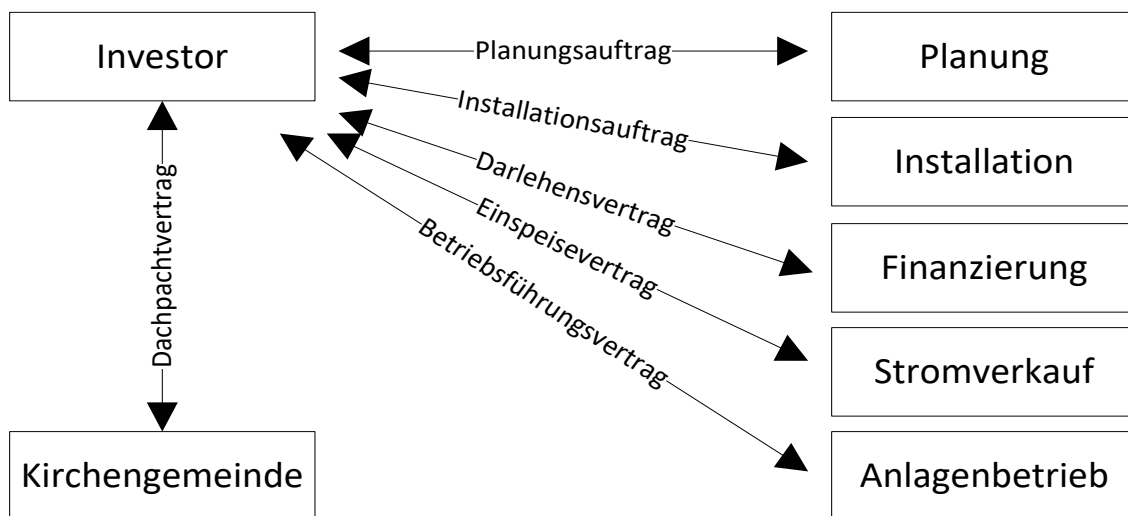 Investor
Planungsauftrag
Planung
Installationsauftrag
Installation
Darlehensvertrag
Finanzierung
Einspeisevertrag
Stromverkauf
Betriebsführungsvertrag
Anlagenbetrieb
Dachpachtvertrag
Kirchengemeinde